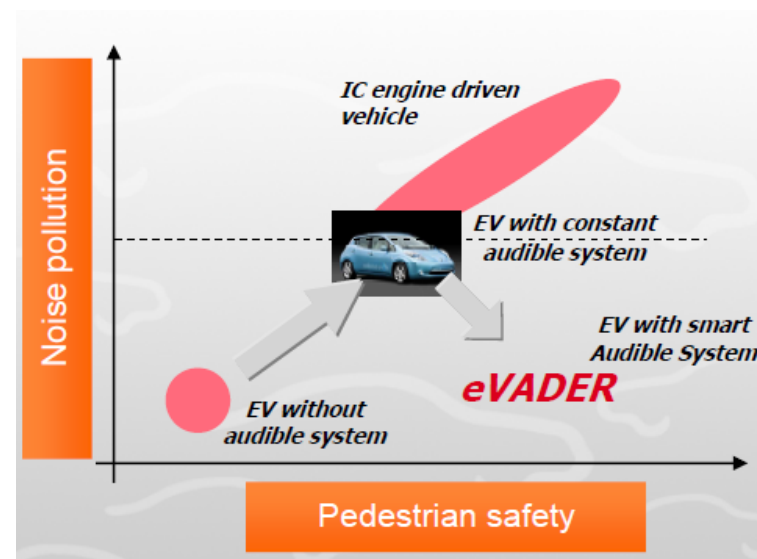 IC engine driven
vehicle
Noise pollution
EV with constant
audible system
EV with smart
Audible System
eVADER
EV without
audible system
Pedestrian safety